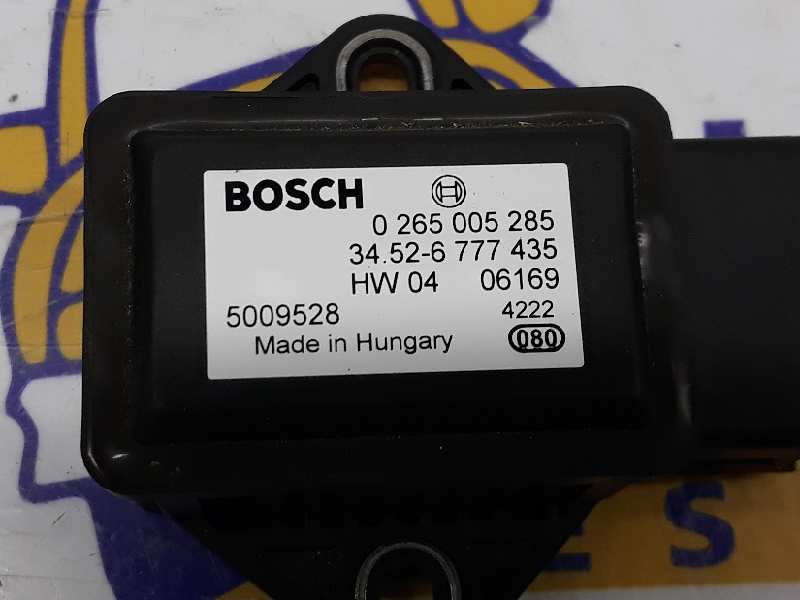 BOSCH
0 265 005 285
34.52-6 777 435
HW 04 06169
5009528 4222
Made in Hungary 080
E S